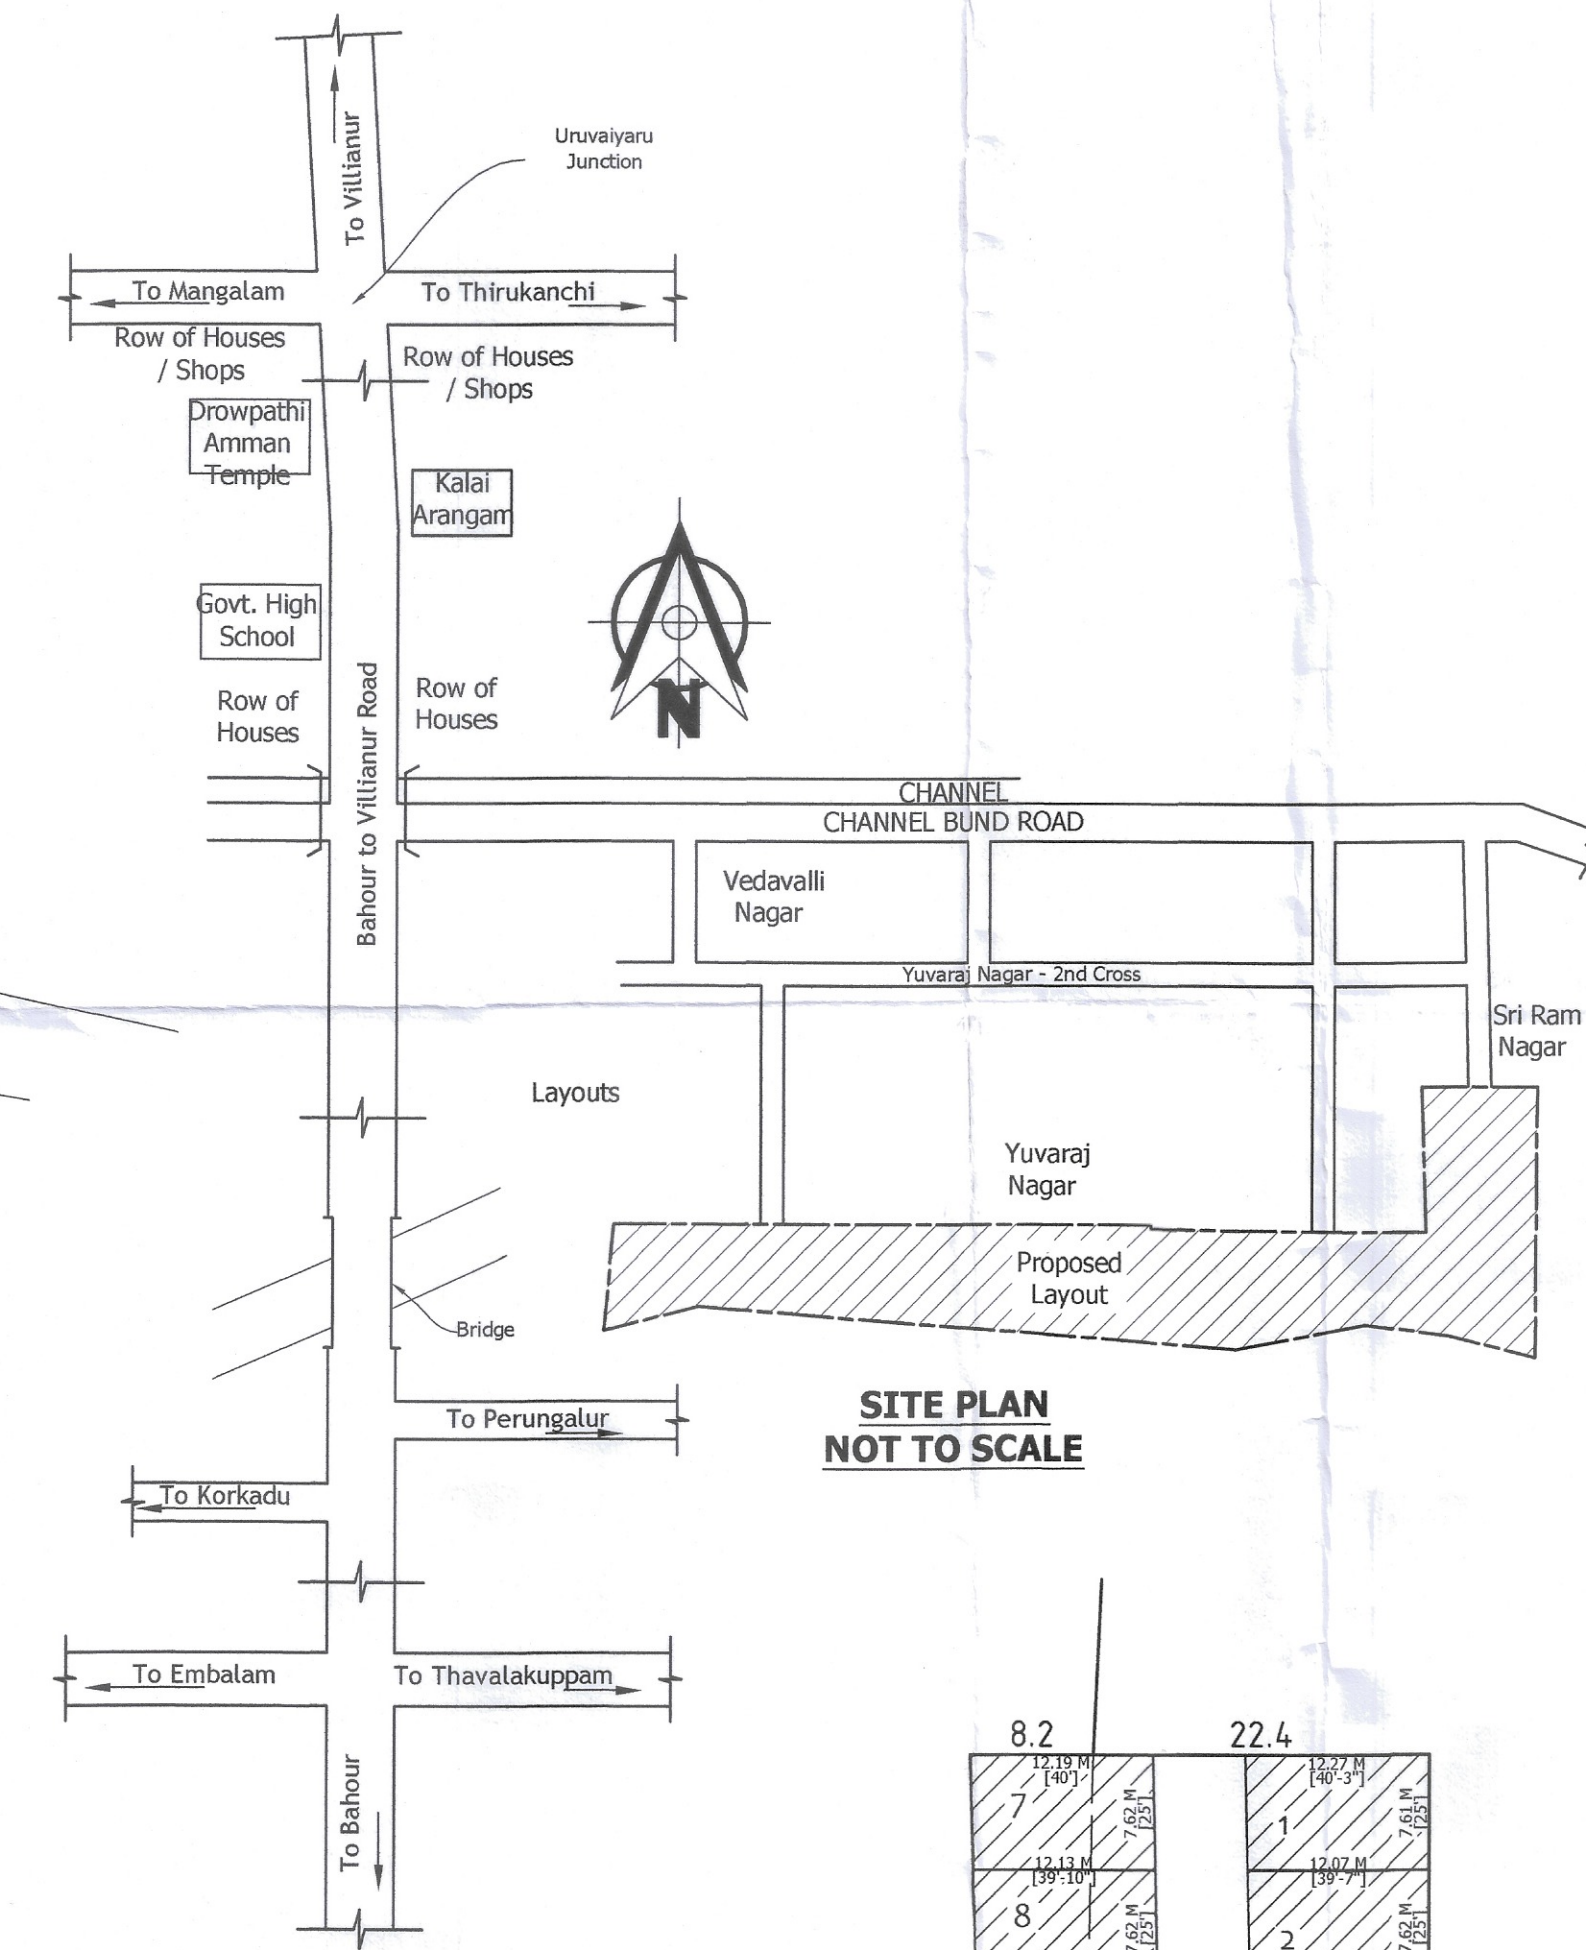 To Villianur
Uruvaiyaru
Junction
To Mangalam
To Thirukanchi
Row of Houses
/ Shops
Row of Houses
/ Shops
Drowpathi
Amman
Temple
Kalai
Arangam
Govt. High
School
N
Row of
Houses
Row of
Houses
Bahour to Villianur Road
CHANNEL
CHANNEL BUND ROAD
Vedavalli
Nagar
Yuvaraj Nagar - 2nd Cross
Sri Ram
Nagar
Layouts
Yuvaraj
Nagar
Proposed
Layout
Bridge
SITE PLAN
NOT TO SCALE
To Perungalur
To Korkadu
To Embalam
To Thavalakuppam
To Bahour
8.2
22.4
12.19 M
[40']
7
7.62 M
[25']
12.27 M
[40'-3"]
1
7.61 M
[25']
12.13 M
[39'-10"]
8
7.62 M
[25']
12.07 M
[39'-7"]
2
7.62 M
[25']